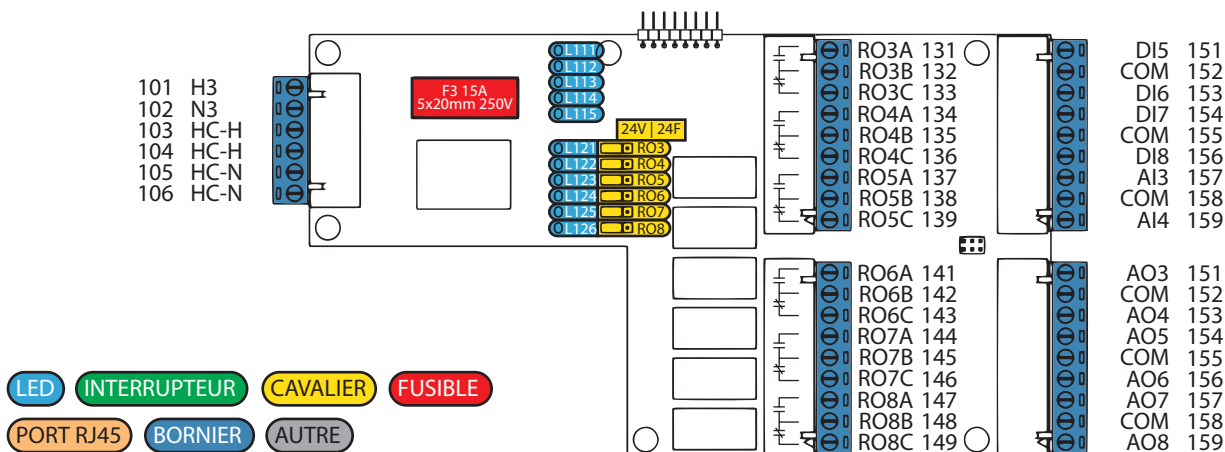 L111
L112
L113
L114
L115
F3 15A
5x20mm 250V
24V | 24F
L121 RO3
L122 RO4
L123 RO5
L124 RO6
L125 RO7
L126 RO8
101 H3
102 N3
103 HC-H
104 HC-H
105 HC-N
106 HC-N
RO3A 131
RO3B 132
RO3C 133
RO4A 134
RO4B 135
RO4C 136
RO5A 137
RO5B 138
RO5C 139
DI5 151
COM 152
DI6 153
DI7 154
COM 155
DI8 156
AI3 157
COM 158
AI4 159
RO6A 141
RO6B 142
RO6C 143
RO7A 144
RO7B 145
RO7C 146
RO8A 147
RO8B 148
RO8C 149
AO3 151
COM 152
AO4 153
AO5 154
COM 155
AO6 156
AO7 157
COM 158
AO8 159
LED INTERRUPTEUR CAVALIER FUSIBLE
PORT RJ45 BORNIER AUTRE